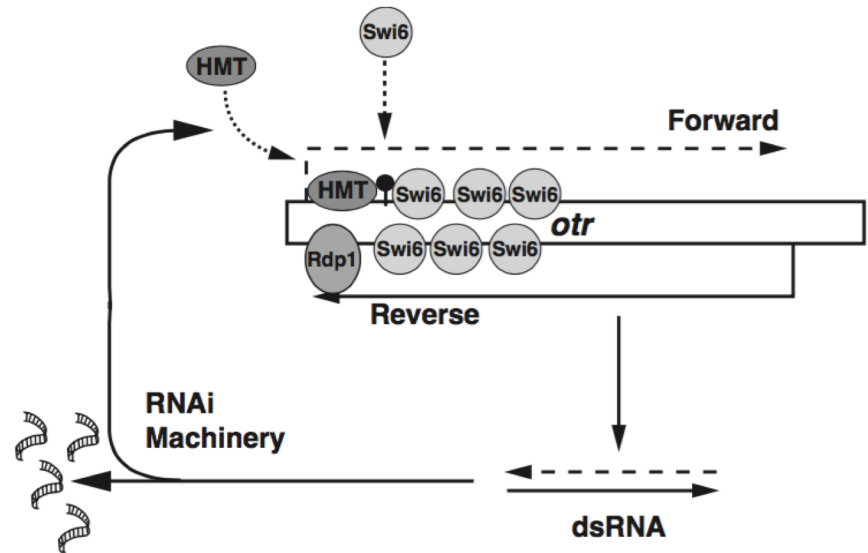 Swi6
HMT
Forward
HMT Swi6 Swi6 Swi6
otr
Rdp1 Swi6 Swi6 Swi6
Reverse
RNAi
Machinery
dsRNA